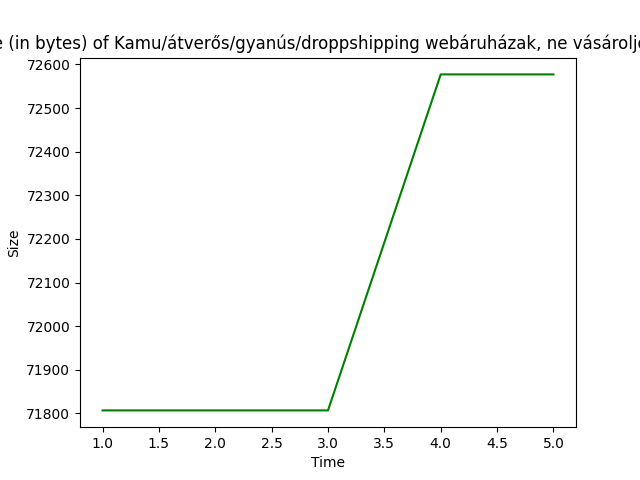 e (in bytes) of Kamu/átverős/gyanús/droppshipping webáruházak, ne vásárolj
72600
72500
72400
72300
72200
72100
72000
71900
71800
Size
1.0 1.5 2.0 2.5 3.0 3.5 4.0 4.5 5.0
Time